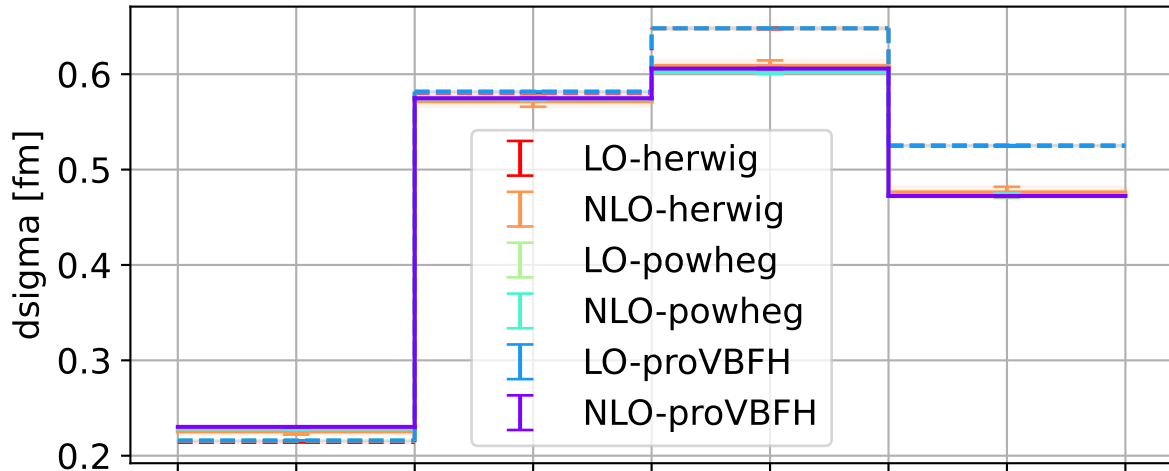 dsigma [fm]
0.6
0.5
0.4
0.3
0.2
LO-herwig
NLO-herwig
LO-powheg
NLO-powheg
LO-proVBFH
NLO-proVBFH